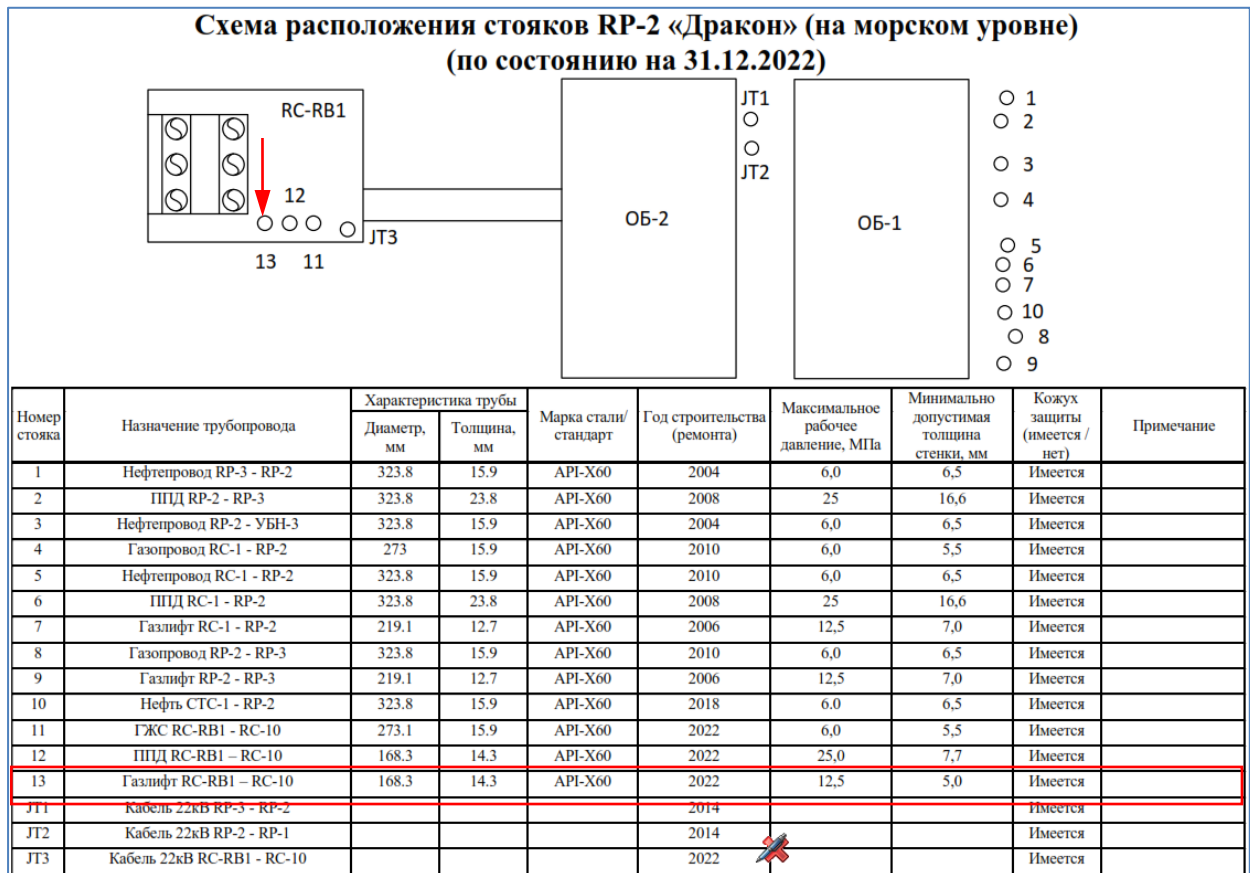 Схема расположения стояков RP-2 «Дракон» (на морском уровне)
(по состоянию на 31.12.2022)
RC-RB1
JT1
1
2
3
JT2
12
4
ОБ-2
ОБ-1
JT3
5
13 11
6
7
10
8
9
Номер стояка Назначение трубопровода Характеристика трубы Марка стали/ стандарт Год строительства (ремонта) Максимальное рабочее давление, МПа Минимально допустимая толщина стенки, мм Кожух защиты (имеется / нет) Примечание
Диаметр, мм Толщина, мм
1 Нефтепровод RP-3 - RP-2 323.8 15.9 API-X60 2004 6,0 6,5 Имеется
2 ППД RP-2 - RP-3 323.8 23.8 API-X60 2008 25 16,6 Имеется
3 Нефтепровод RP-2 - УБН-3 323.8 15.9 API-X60 2004 6,0 6,5 Имеется
4 Газопровод RC-1 - RP-2 273 15.9 API-X60 2010 6,0 5,5 Имеется
5 Нефтепровод RC-1 - RP-2 323.8 15.9 API-X60 2010 6,0 6,5 Имеется
6 ППД RC-1 - RP-2 323.8 23.8 API-X60 2008 25 16,6 Имеется
7 Газлифт RC-1 - RP-2 219.1 12.7 API-X60 2006 12,5 7,0 Имеется
8 Газопровод RP-2 - RP-3 323.8 15.9 API-X60 2010 6,0 6,5 Имеется
9 Газлифт RP-2 - RP-3 219.1 12.7 API-X60 2006 12,5 7,0 Имеется
10 Нефть СТС-1 - RP-2 323.8 15.9 API-X60 2018 6.0 6,5 Имеется
11 ГЖС RC-RB1 - RC-10 273.1 15.9 API-X60 2022 6,0 5,5 Имеется
12 ППД RC-RB1 – RC-10 168.3 14.3 API-X60 2022 25,0 7,7 Имеется
13 Газлифт RC-RB1 – RC-10 168.3 14.3 API-X60 2022 12,5 5,0 Имеется
JT1 Кабель 22кВ RP-3 - RP-2 2014 Имеется
JT2 Кабель 22кВ RP-2 - RP-1 2014 Имеется
JT3 Кабель 22кВ RC-RB1 - RC-10 2022 Имеется